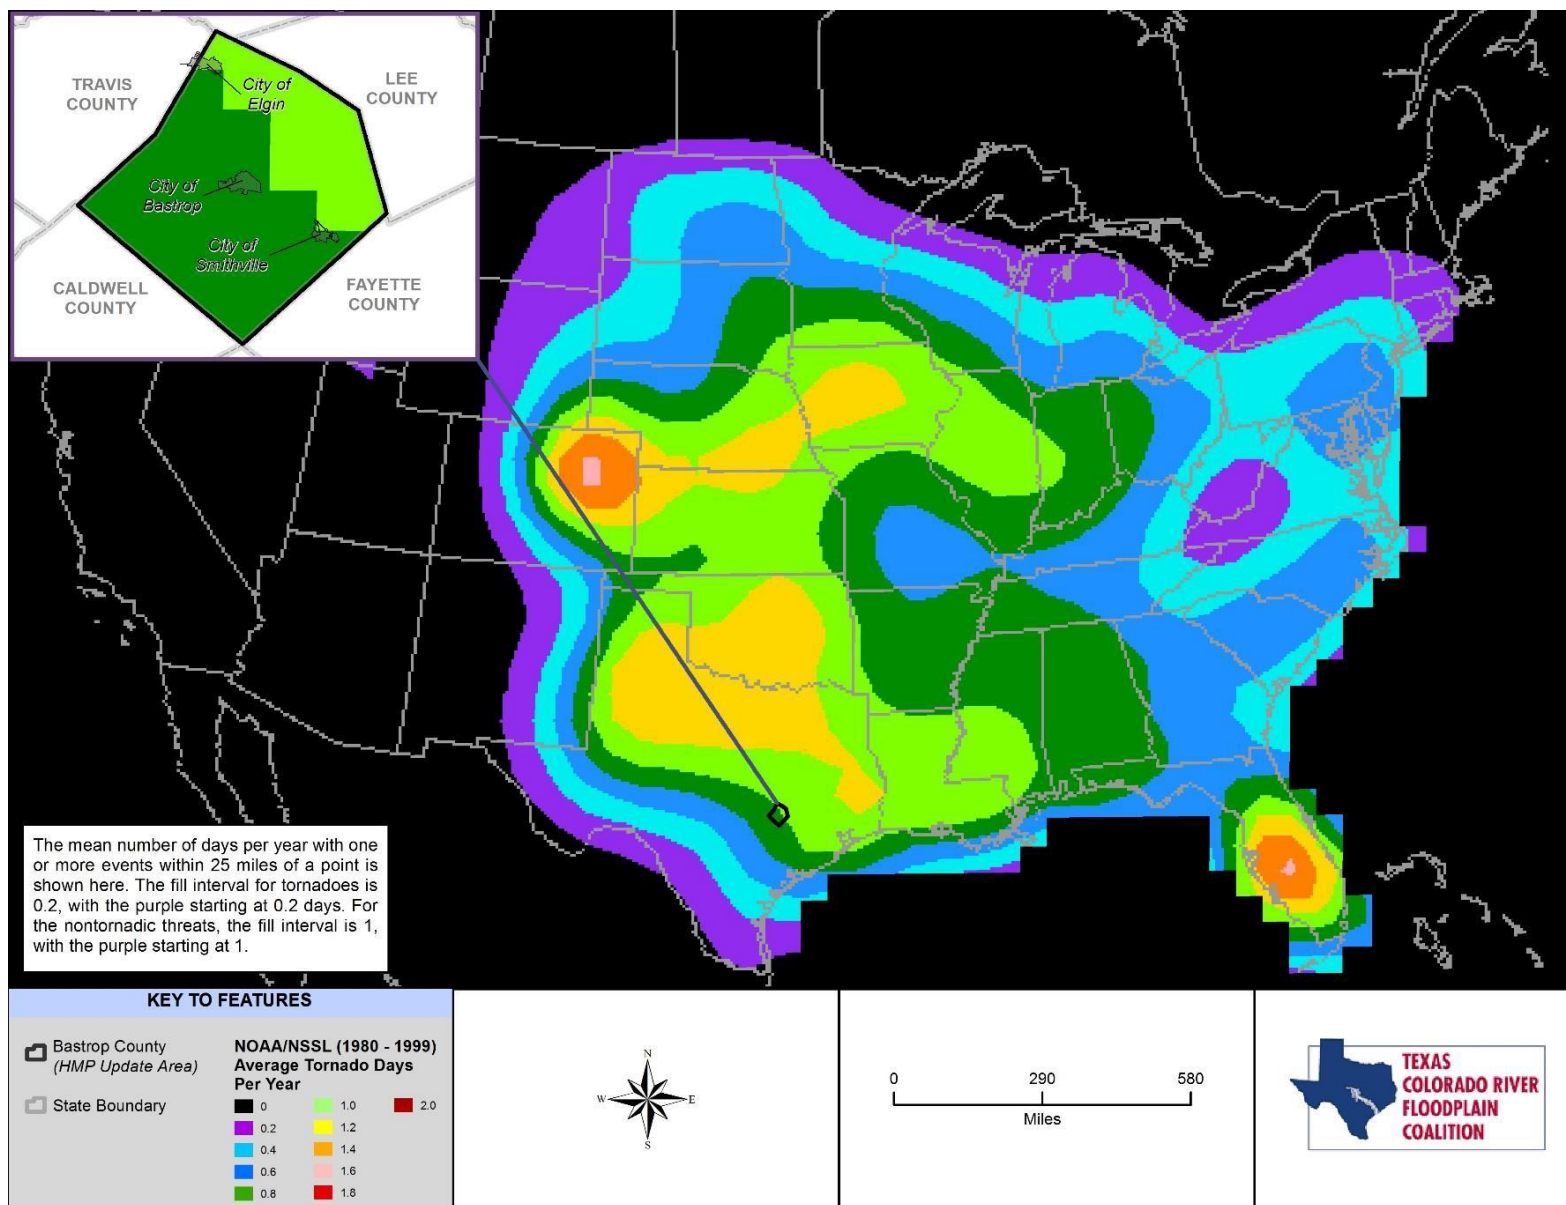 TRAVIS
COUNTY
LEE
COUNTY
City of
Elgin
City of
Bastrop
City of
Smithville
CALDWELL
COUNTY
FAYETTE
COUNTY
The mean number of days per year with one
or more events within 25 miles of a point is
shown here. The fill interval for tornadoes is
0.2, with the purple starting at 0.2 days. For
the nontornadic threats, the fill interval is 1,
with the purple starting at 1.
KEY TO FEATURES
Bastrop County
(HMP Update Area)
State Boundary
NOAA/NSSL (1980 - 1999)
Average Tornado Days
Per Year
0
0.2
0.4
0.6
0.8
1.0
1.2
1.4
1.6
1.8
2.0
N
W
E
S
0 290 580
Miles
TEXAS
COLORADO RIVER
FLOODPLAIN
COALITION